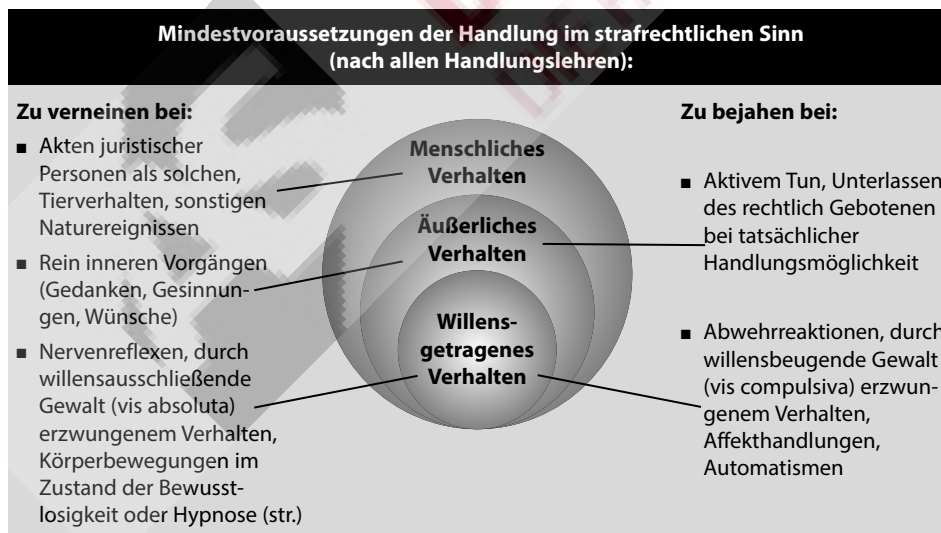 Mindestvoraussetzungen der Handlung im strafrechtlichen Sinn
(nach allen Handlungslehren):
Zu verneinen bei:
■ Akten juristischer
Personen als solchen,
Tierverhalten, sonstigen
Naturereignissen
■ Rein inneren Vorgängen
(Gedanken, Gesinnun-
gen, Wünsche)
■ Nervenreflexen, durch
willensausschließende
Gewalt (vis absoluta)
erzwungenem Verhalten,
Körperbewegungen im
Zustand der Bewusst-
losigkeit oder Hypnose (str.)
Menschliches
Verhalten
Äußerliches
Verhalten
Willens-
getragenes
Verhalten
Zu bejahen bei:
■ Aktivem Tun, Unterlassen
des rechtlich Gebotenen
bei tatsächlicher
Handlungsmöglichkeit
■ Abwehrreaktionen, durch
willensbeugende Gewalt
(vis compulsiva) erzwun-
genem Verhalten,
Affekthandlungen,
Automatismen